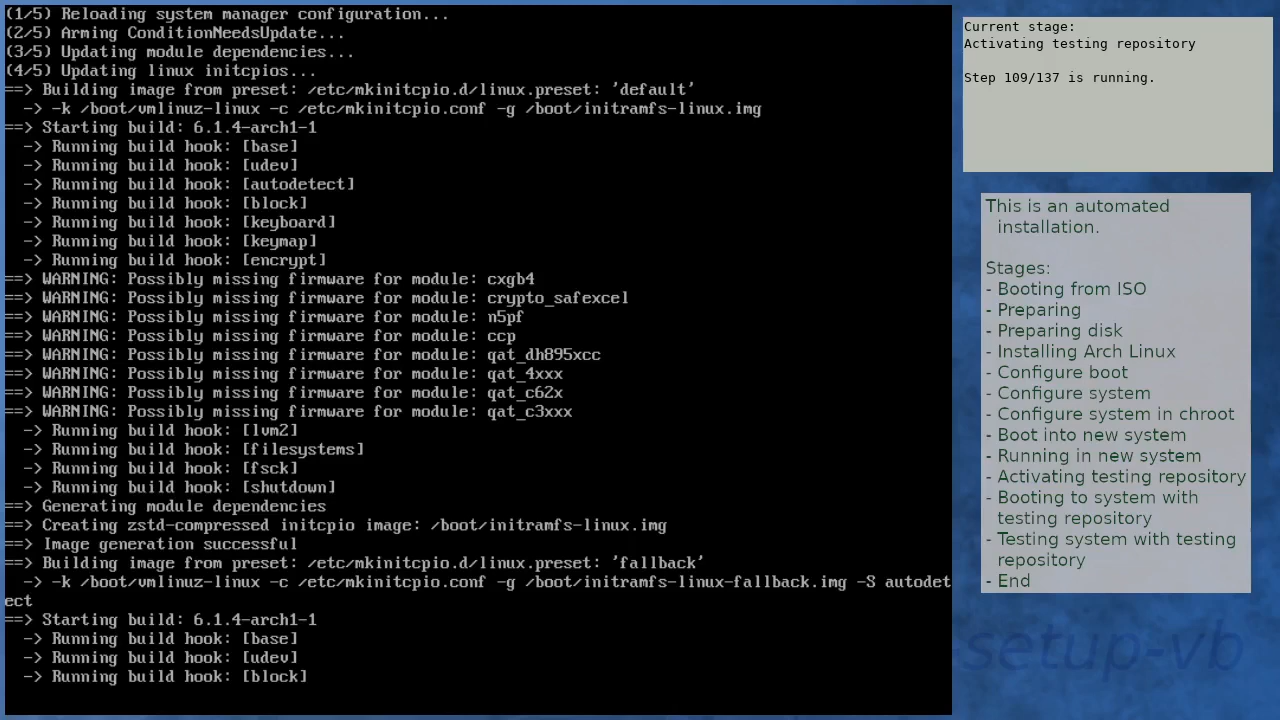 (1/5) Reloading system manager configuration...
(2/5) Arming ConditionNeedsUpdate...
(3/5) Updating module dependencies...
(4/5) Updating linux initcpios...
==> Building image from preset: /etc/mkinitcpio.d/linux.preset: 'default'
  -> -k /boot/vmlinuz-linux -c /etc/mkinitcpio.conf -g /boot/initramfs-linux.img
==> Starting build: 6.1.4-arch1-1
  -> Running build hook: [base]
  -> Running build hook: [udev]
  -> Running build hook: [autodetect]
  -> Running build hook: [block]
  -> Running build hook: [keyboard]
  -> Running build hook: [keymap]
  -> Running build hook: [encrypt]
==> WARNING: Possibly missing firmware for module: cxgb4
==> WARNING: Possibly missing firmware for module: crypto_safexcel
==> WARNING: Possibly missing firmware for module: n5pf
==> WARNING: Possibly missing firmware for module: ccp
==> WARNING: Possibly missing firmware for module: qat_dh895xcc
==> WARNING: Possibly missing firmware for module: qat_4xxx
==> WARNING: Possibly missing firmware for module: qat_c62x
==> WARNING: Possibly missing firmware for module: qat_c3xxx
  -> Running build hook: [lvm2]
  -> Running build hook: [filesystems]
  -> Running build hook: [fsck]
  -> Running build hook: [shutdown]
==> Generating module dependencies
==> Creating zstd-compressed initcpio image: /boot/initramfs-linux.img
==> Image generation successful
==> Building image from preset: /etc/mkinitcpio.d/linux.preset: 'fallback'
  -> -k /boot/vmlinuz-linux -c /etc/mkinitcpio.conf -g /boot/initramfs-linux-fallback.img -S autodet
ect
==> Starting build: 6.1.4-arch1-1
  -> Running build hook: [base]
  -> Running build hook: [udev]
  -> Running build hook: [block]
Current stage:
Activating testing repository
Step 109/137 is running.
This is an automated
installation.
Stages:
- Booting from ISO
- Preparing
- Preparing disk
- Installing Arch Linux
- Configure boot
- Configure system
- Configure system in chroot
- Boot into new system
- Running in new system
- Activating testing repository
- Booting to system with
testing repository
- Testing system with testing
repository
- End
-setup-vb